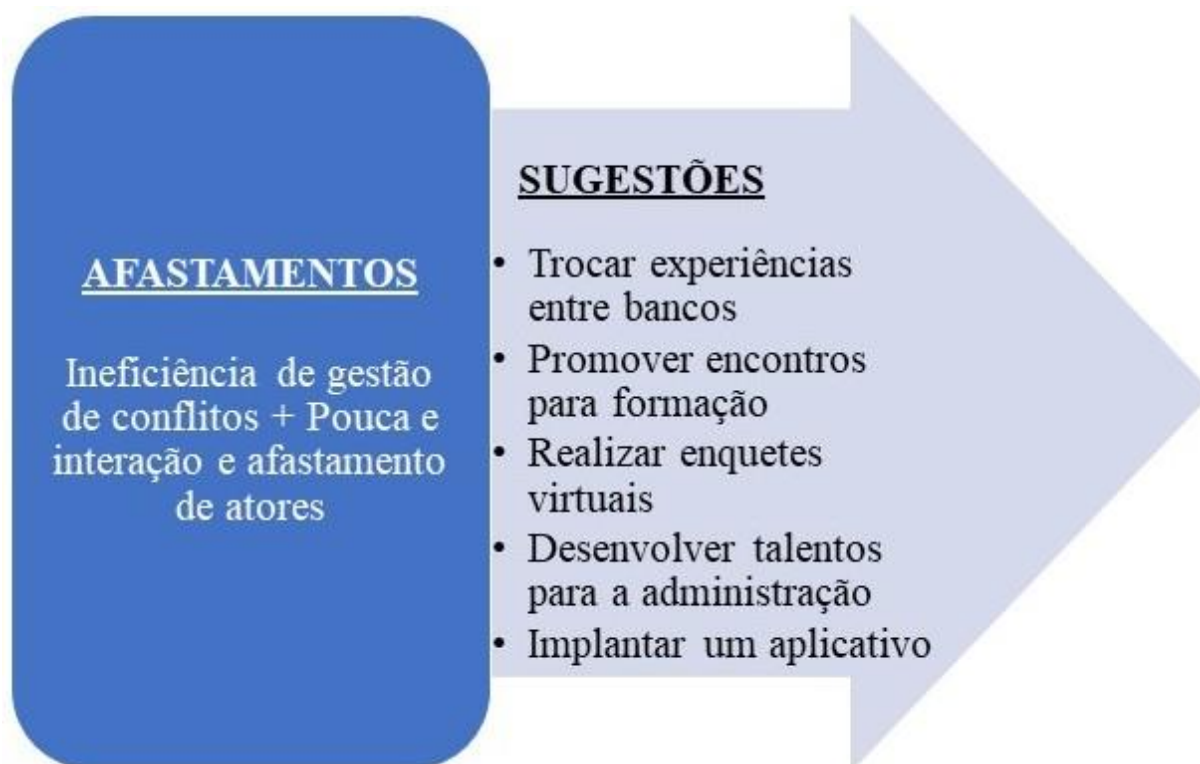 AFASTAMENTOS
Ineficiência de gestão
de conflitos + Pouca e
interação e afastamento
de atores
SUGESTÕES
• Trocar experiências
entre bancos
• Promover encontros
para formação
• Realizar enquetes
virtuais
• Desenvolver talentos
para a administração
• Implantar um aplicativo